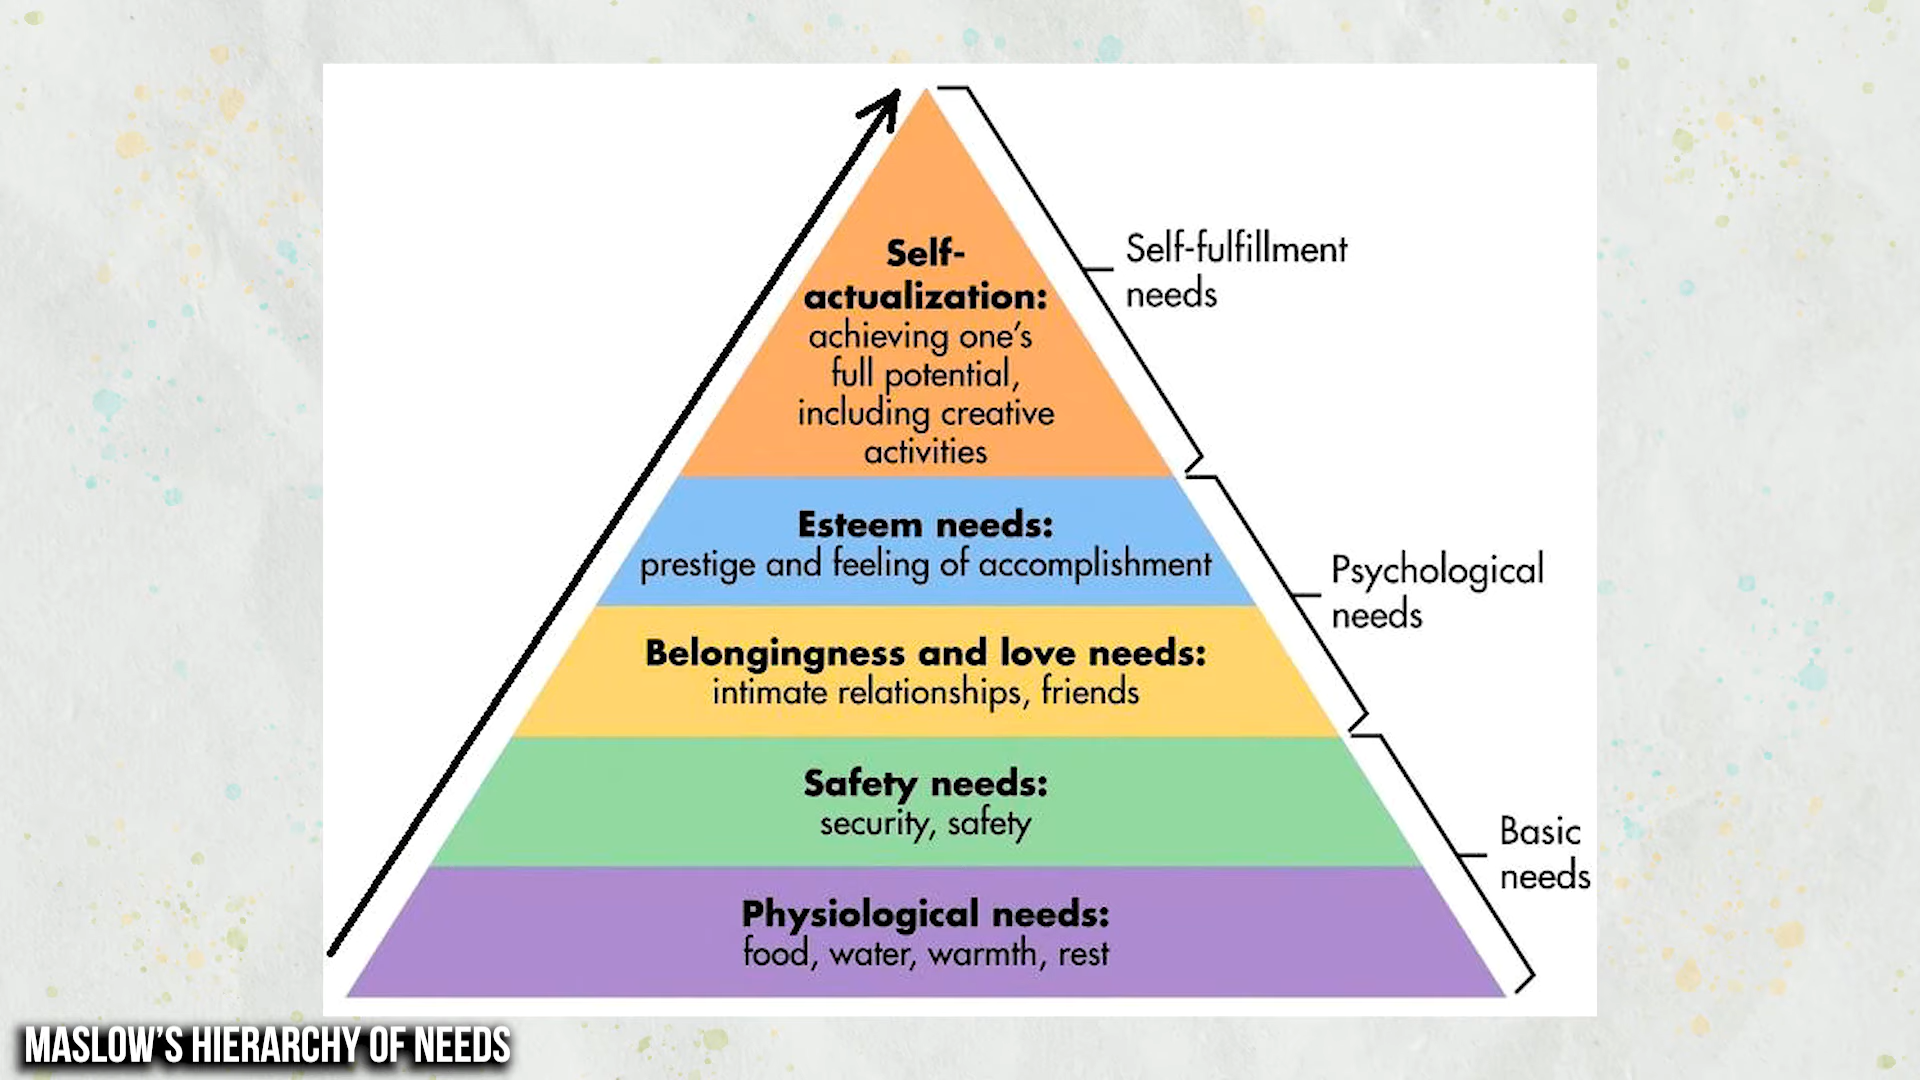 Self-
actualization:
achieving one's
full potential,
including creative
activities
Self-fulfillment
needs
Esteem needs:
prestige and feeling of accomplishment
Belongingness and love needs:
intimate relationships, friends
Psychological
needs
Safety needs:
security, safety
Physiological needs:
food, water, warmth, rest
Basic
needs
MASLOW'S HIERARCHY OF NEEDS